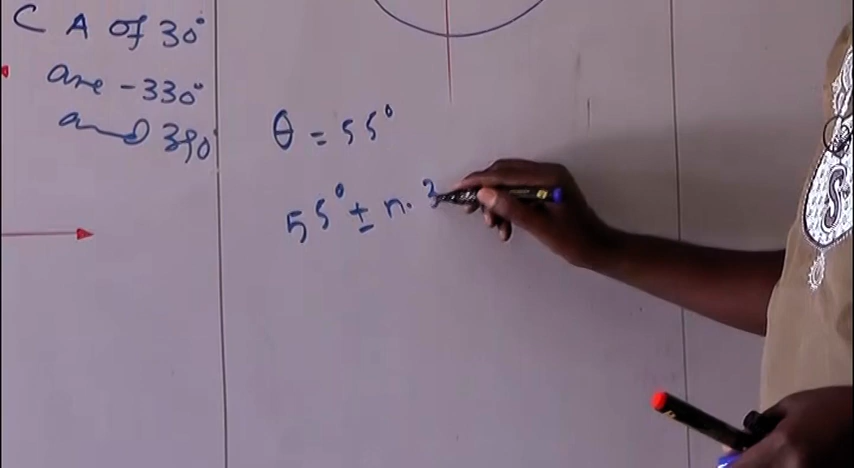 C A of 30°
are -330°
and 390°
θ = 55°
55° ± n. 3